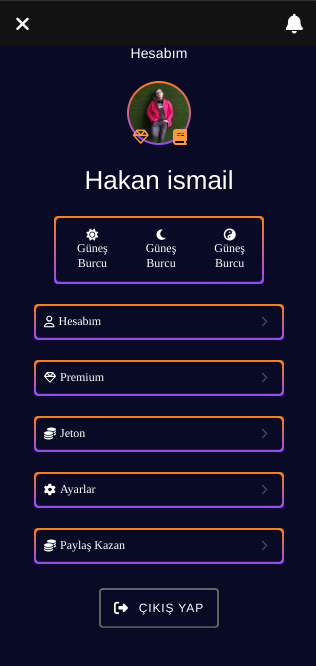 Hesabım
Hakan ismail
Güneş Güneş Güneş
Burcu Burcu Burcu
Hesabım
Premium
Jeton
Ayarlar
Paylaş Kazan
ÇIKIŞ YAP